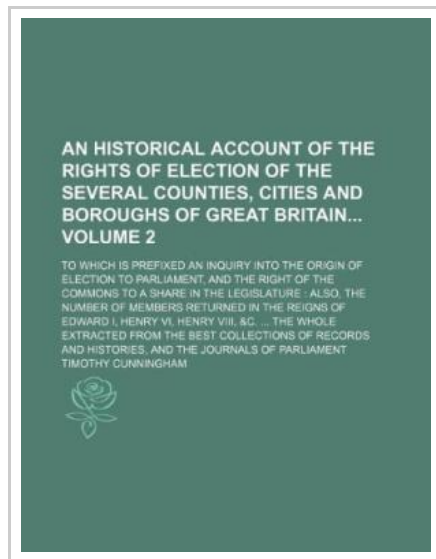 AN HISTORICAL ACCOUNT OF THE
RIGHTS OF ELECTION OF THE
SEVERAL COUNTIES, CITIES AND
BOROUGHS OF GREAT BRITAIN...
VOLUME 2
TO WHICH IS PREFIXED AN INQUIRY INTO THE ORIGIN OF
ELECTION TO PARLIAMENT, AND THE RIGHT OF THE
COMMONS TO A SHARE IN THE LEGISLATURE : ALSO, THE
NUMBER OF MEMBERS RETURNED IN THE REIGNS OF
EDWARD I, HENRY VI, HENRY VIII, &C. ... THE WHOLE
EXTRACTED FROM THE BEST COLLECTIONS OF RECORDS
AND HISTORIES, AND THE JOURNALS OF PARLIAMENT
TIMOTHY CUNNINGHAM